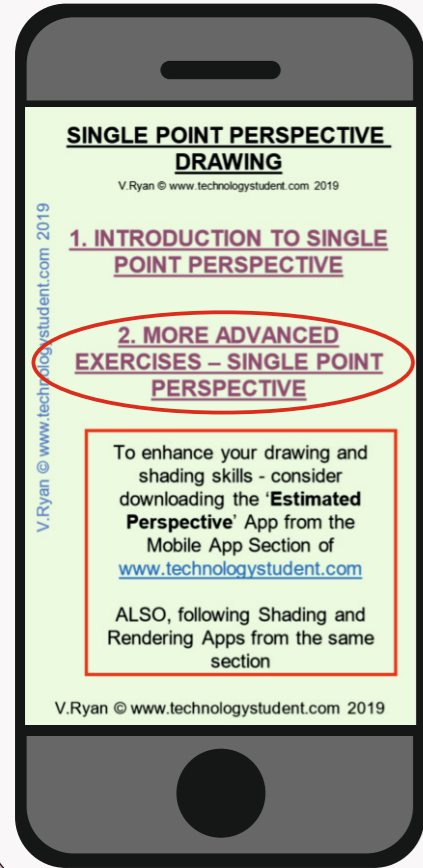 SINGLE POINT PERSPECTIVE
DRAWING
V.Ryan © www.technologystudent.com 2019
V.Ryan © www.technologystudent.com 2019
1. INTRODUCTION TO SINGLE
POINT PERSPECTIVE
2. MORE ADVANCED
EXERCISES – SINGLE POINT
PERSPECTIVE
To enhance your drawing and
shading skills - consider
downloading the ‘Estimated
Perspective’ App from the
Mobile App Section of
www.technologystudent.com
ALSO, following Shading and
Rendering Apps from the same
section
V.Ryan © www.technologystudent.com 2019